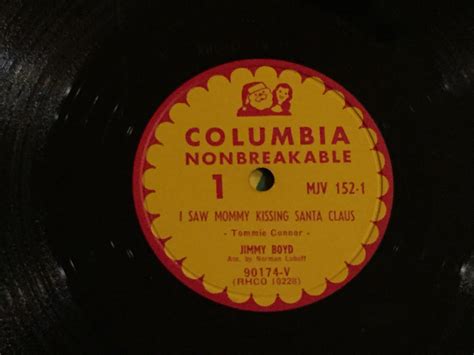 COLUMBIA
NONBREAKABLE
1
MJV 152-1
I SAW MOMMY KISSING SANTA CLAUS
- Tommie Connor -
JIMMY BOYD
Arr. by Norman Luboff
90174-V
(RHCO 10228)